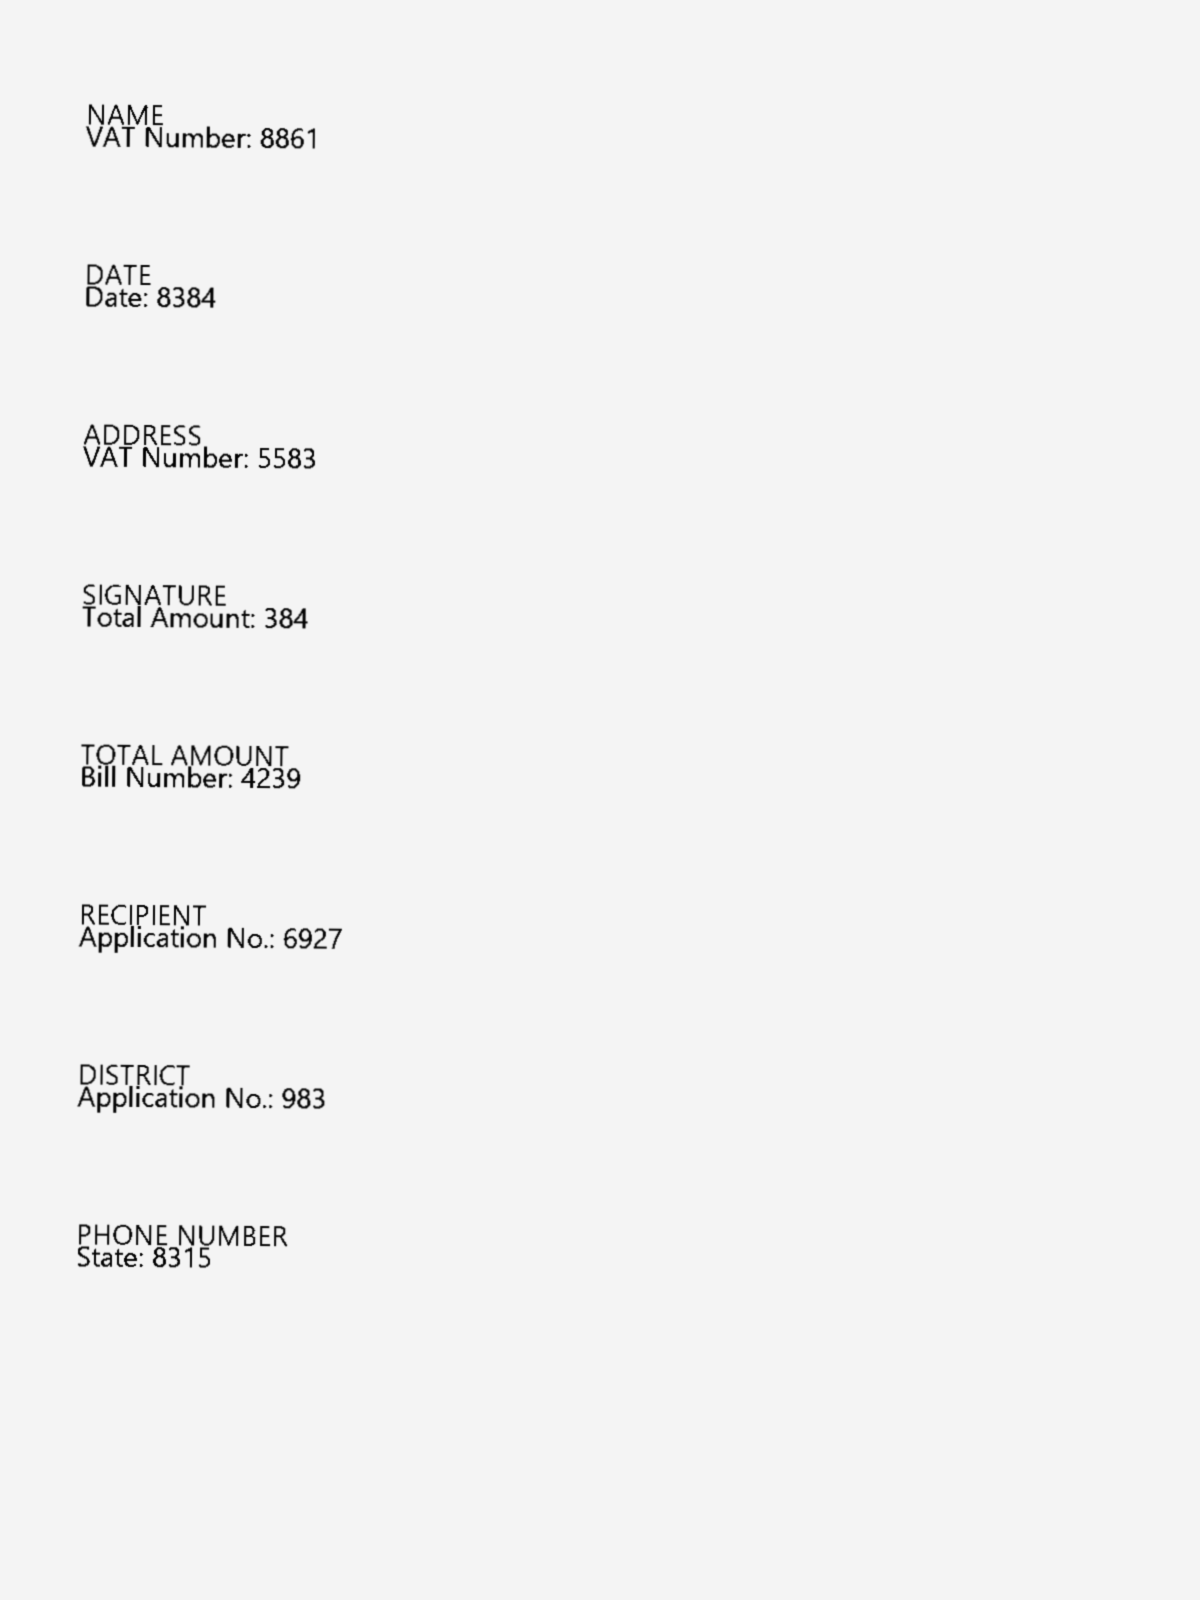 NAME
VAT Number: 8861
DATE
Date: 8384
ADDRESS
VAT Number: 5583
SIGNATURE
Total Amount: 384
TOTAL AMOUNT
Bill Number: 4239
RECIPIENT
Application No.: 6927
DISTRICT
Application No.: 983
PHONE NUMBER
State: 8315